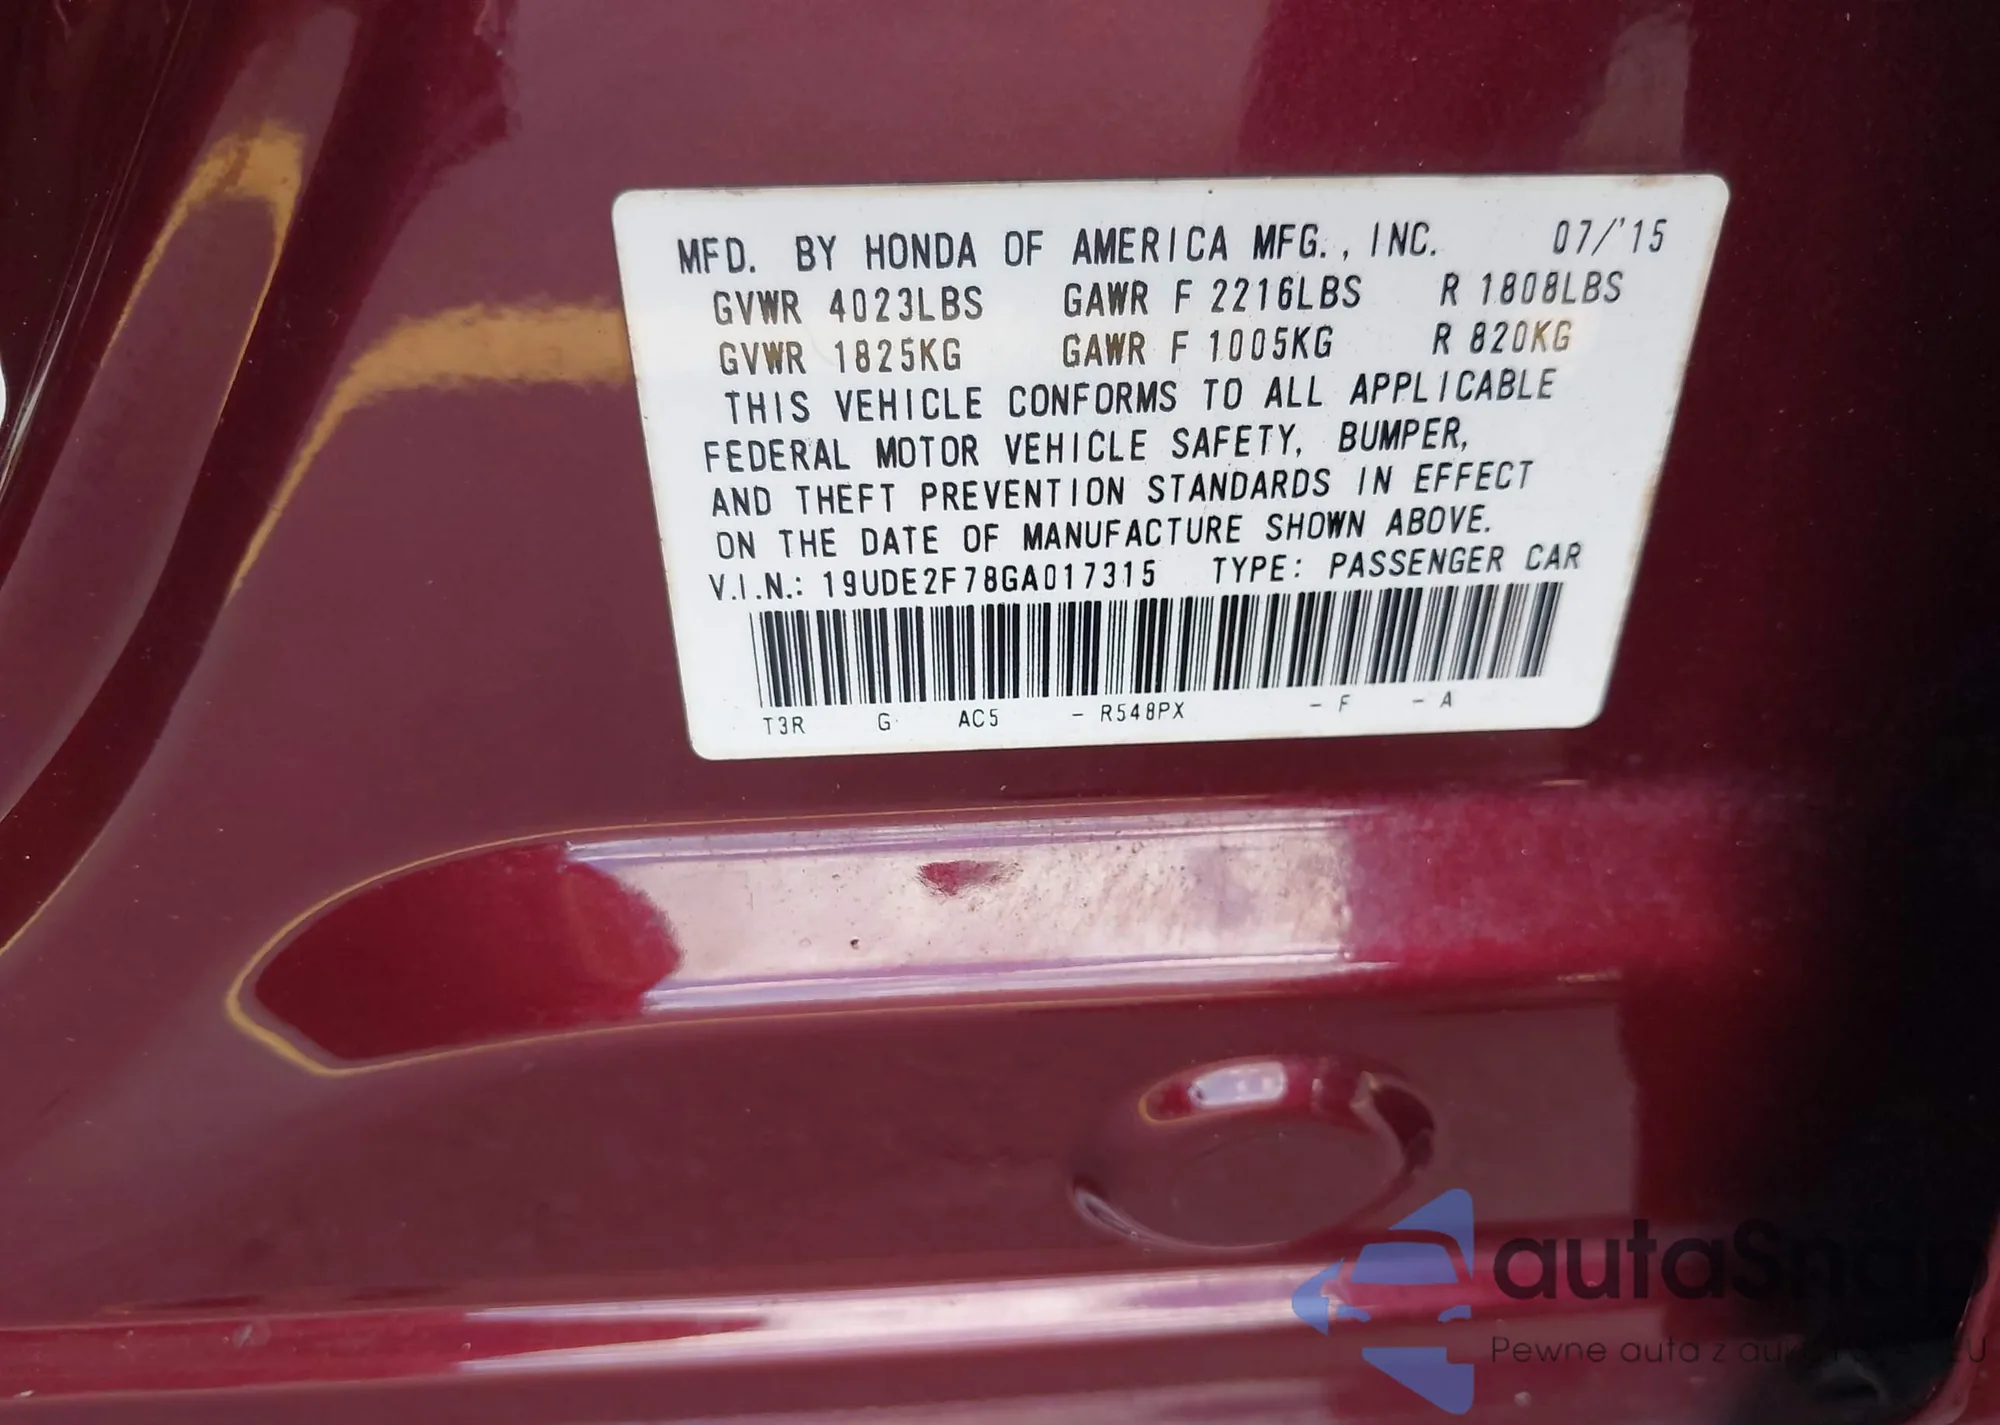 MFD. BY HONDA OF AMERICA MFG., INC. 07/'15
GVWR 4023LBS GAWR F 2216LBS R 1808LBS
GVWR 1825KG GAWR F 1005KG R 820KG
THIS VEHICLE CONFORMS TO ALL APPLICABLE
FEDERAL MOTOR VEHICLE SAFETY, BUMPER,
AND THEFT PREVENTION STANDARDS IN EFFECT
ON THE DATE OF MANUFACTURE SHOWN ABOVE.
V.I.N.: 19UDE2F78GA017315 TYPE: PASSENGER CAR
T3R G AC5 - R548PX - F - A
autaSnap
Pewne auta z